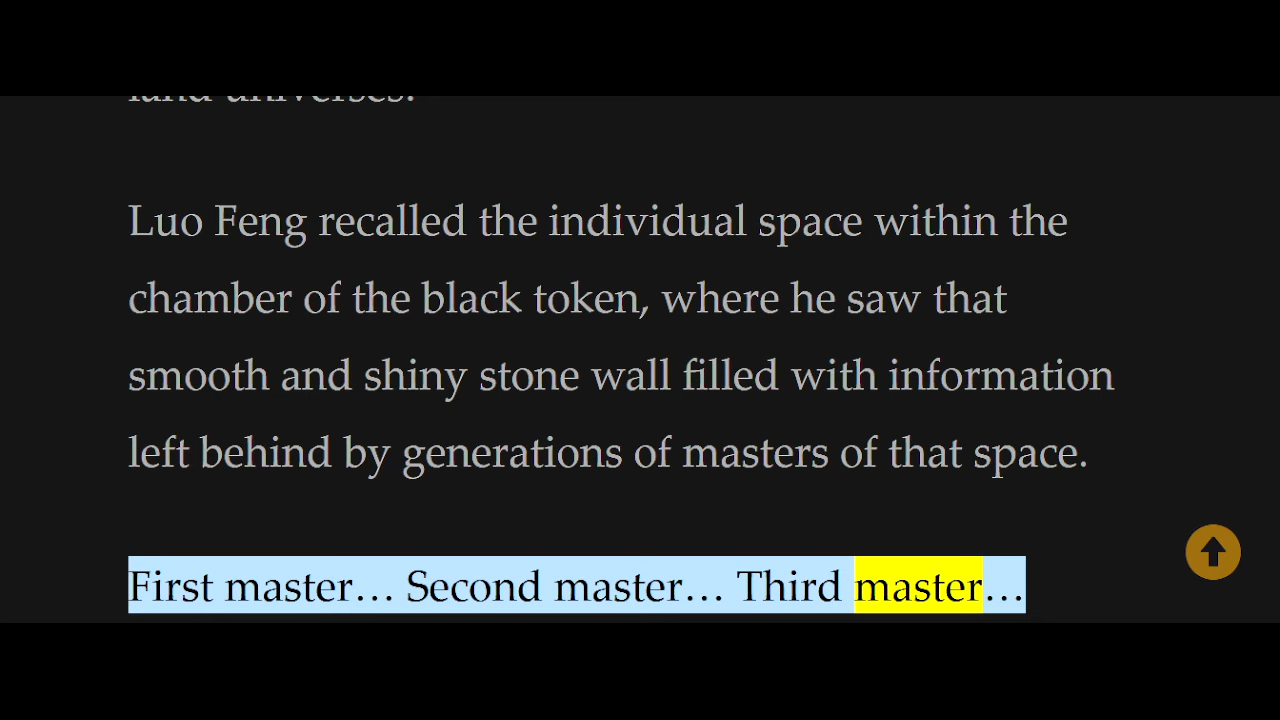 land universes.
Luo Feng recalled the individual space within the
chamber of the black token, where he saw that
smooth and shiny stone wall filled with information
left behind by generations of masters of that space.
First master… Second master… Third master…